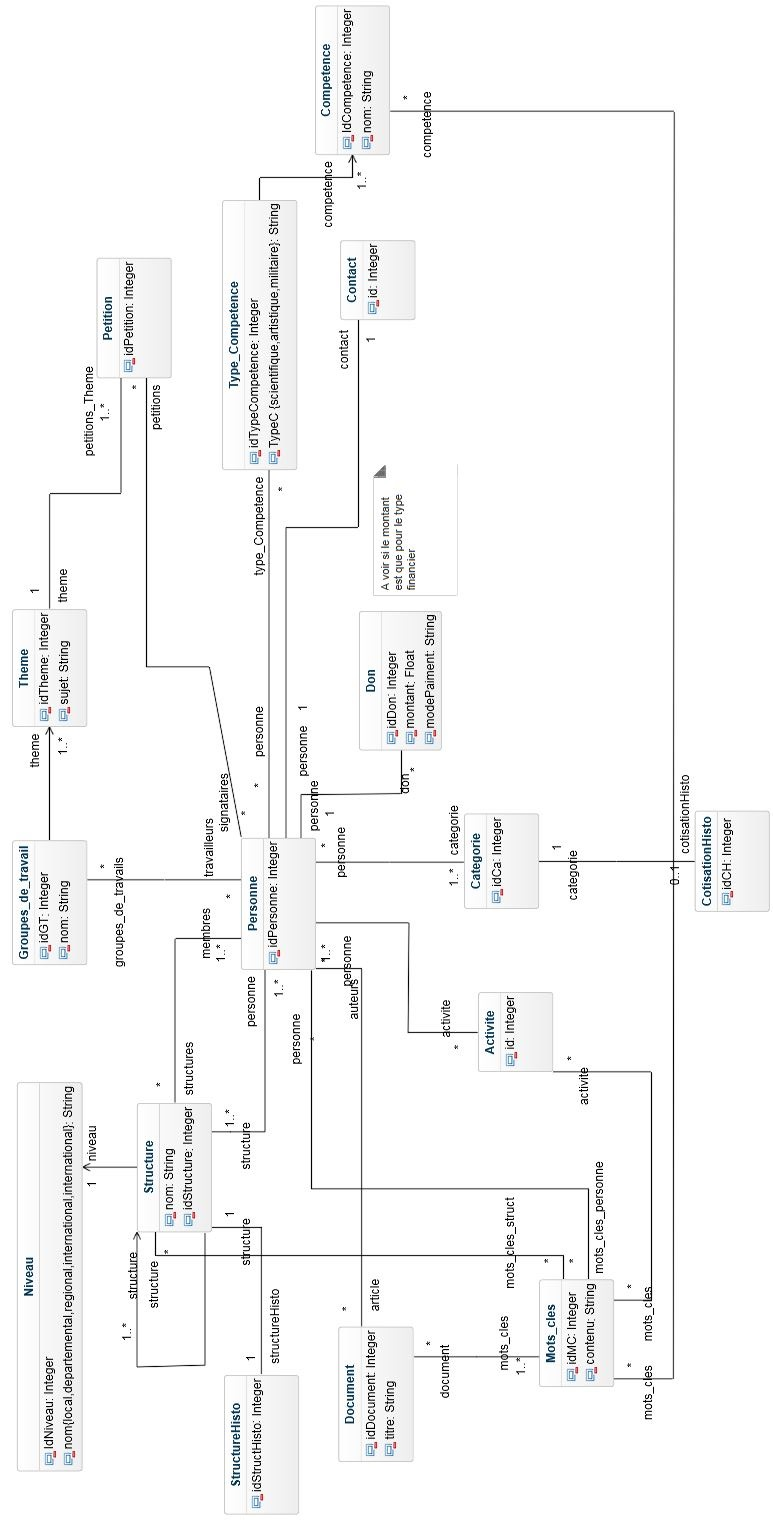 Niveau
IdNiveau: Integer
nom{local,departemental,regional,international,international}: String
Groupes_de_travail
idGT: Integer
nom: String
theme
1..*
Theme
idTheme: Integer
sujet: String
1
theme
petitions_Theme
1..*
Petition
idPetition: Integer
*
petitions
niveau
1
1..*
structure
structure
*
Structure
nom: String
idStructure: Integer
*
structures
membres
1..*
*
groupes_de_travails
travailleurs
*
signataires
*
StructureHisto
idStructHisto: Integer
1
structureHisto
1
structure
1..*
structure
personne
1..*
Personne
idPersonne: Integer
*
personne
type_Competence
*
Type_Competence
idTypeCompetence: Integer
TypeC {scientifique,artistique,militaire}: String
competence
1..*
Competence
IdCompetence: Integer
nom: String
*
competence
personne
*
1..*
*
personne
auteurs
personne
personne
1
personne
1
contact
1
Contact
id: Integer
Document
idDocument: Integer
titre: String
*
article
don
*
Don
idDon: Integer
montant: Float
modePaiment: String
A voir si le montant
est que pour le type
financier
*
document
mots_cles
1..*
mots_cles_struct
*
activite
*
1..*
categorie
Categorie
idCa: Integer
1
categorie
Activite
id: Integer
*
activite
Mots_cles
idMC: Integer
contenu: String
*
mots_cles_personne
*
mots_cles
*
mots_cles
0..1
cotisationHisto
CotisationHisto
idCH: Integer